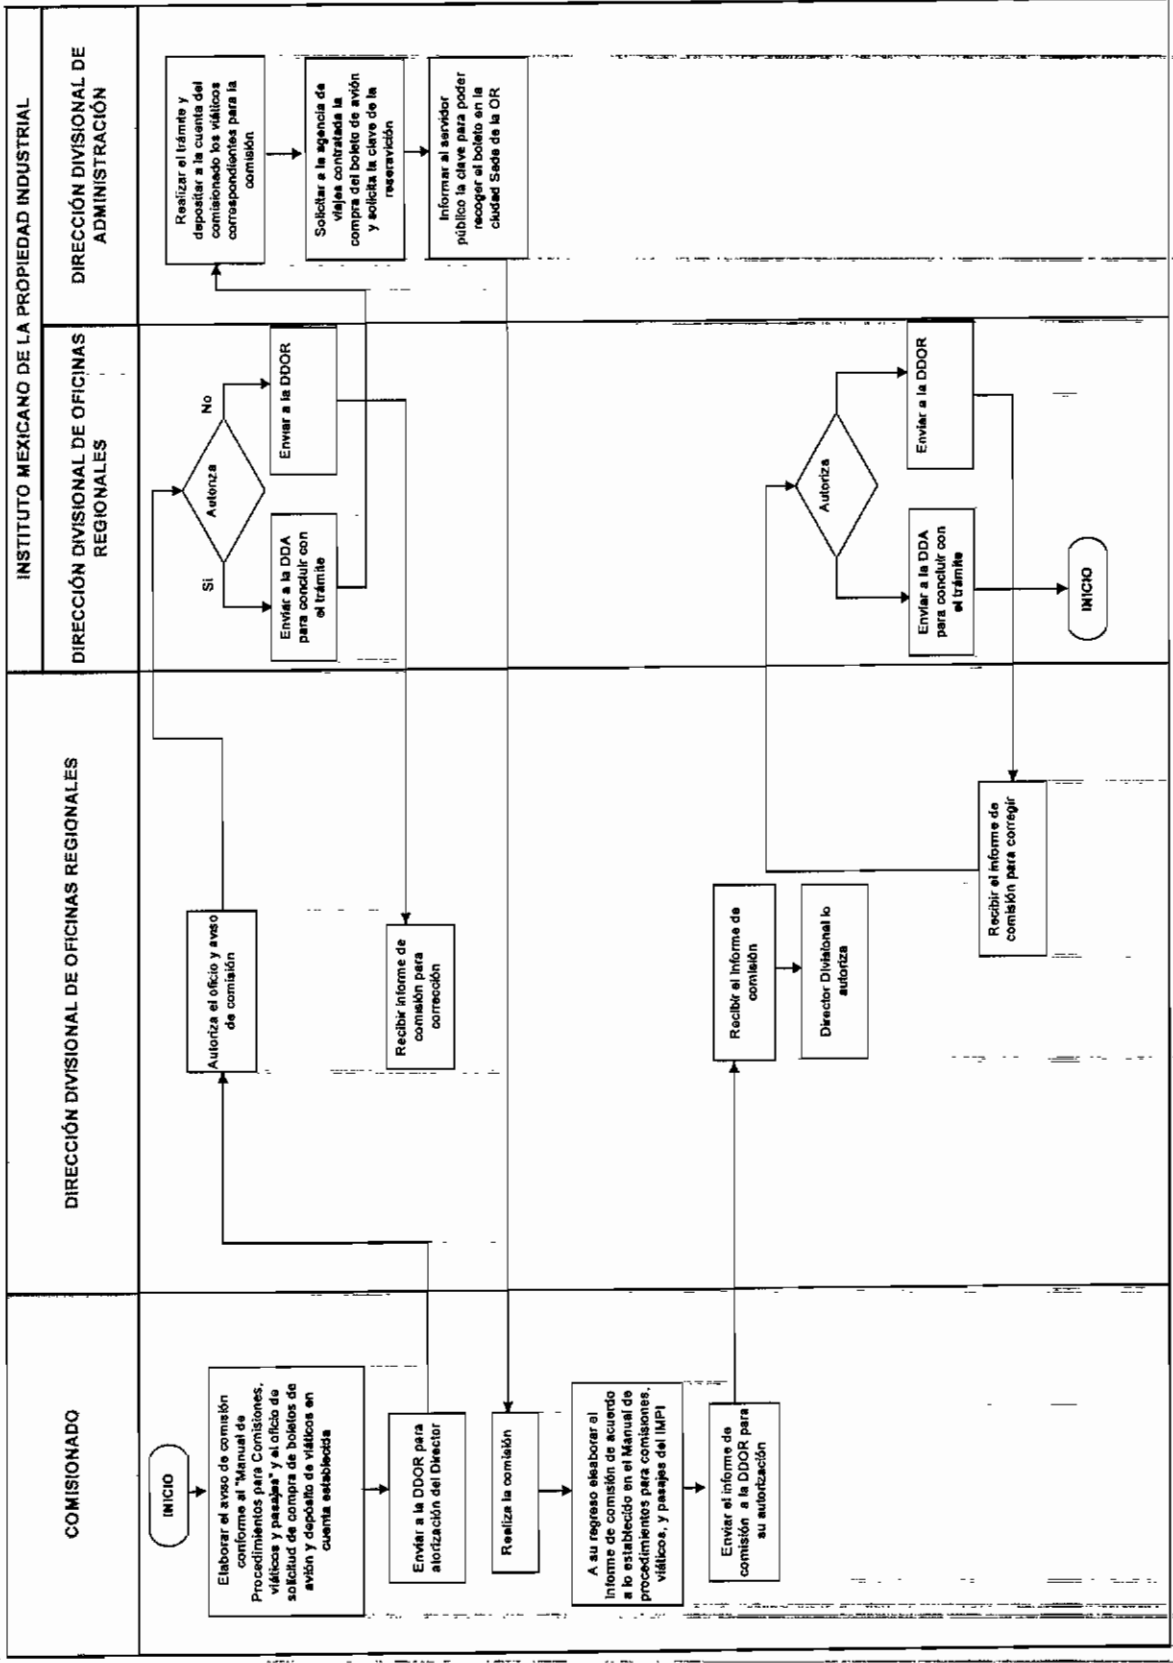 INSTITUTO MEXICANO DE LA PROPIEDAD INDUSTRIAL
COMISIONADO
DIRECCIÓN DIVISIONAL DE OFICINAS REGIONALES
DIRECCIÓN DIVISIONAL DE OFICINAS
REGIONALES
DIRECCIÓN DIVISIONAL DE
ADMINISTRACIÓN
INICIO
Elaborar el aviso de comisión
conforme al "Manual de
Procedimientos para Comisiones,
viáticos y pasajes" y el oficio de
solicitud de compra de boletos de
avión y depósito de viáticos en
cuenta establecida
Enviar a la DDOR para
atorización del Director
Autoriza el oficio y aviso
de comisión
Autoriza
Si
No
Enviar a la DDA
para concluir con
el trámite
Enviar a la DDOR
Realizar el trámite y
depositar a la cuenta del
comisionado los viáticos
correspondientes para la
comisión
Solicitar a la agencia de
viajes contratada la
compra del boleto de avión
y solicita la clave de la
reseravición
Informar al servidor
público la clave para poder
recoger el boleto en la
ciudad Sede de la OR
Recibir informe de
comisión para
corrección
Realiza la comisión
A su regreso eleaborar el
Informe de comisión de acuerdo
a lo establecido en el Manual de
procedimientos para comisiones,
viáticos, y pasajes del IMPI
Enviar el informe de
comisión a la DDOR para
su autorización
Recibir el informe de
comisión
Director Divisional lo
autoriza
Autoriza
Enviar a la DDA
para concluir con
el trámite
Enviar a la DDOR
Recibir el informe de
comisión para corregir
INICIO